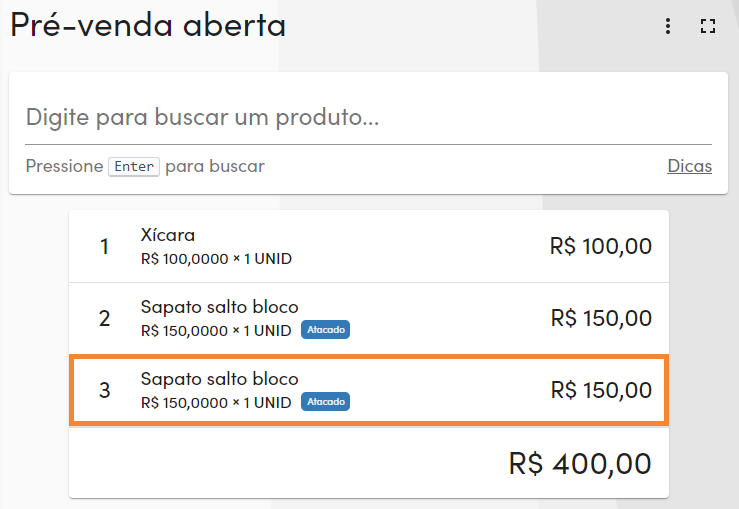 Pré-venda aberta
Digite para buscar um produto...
Pressione Enter para buscar Dicas
1 Xícara R$ 100,00
R$ 100,0000 × 1 UNID
2 Sapato salto bloco R$ 150,00
R$ 150,0000 × 1 UNID Atacado
3 Sapato salto bloco R$ 150,00
R$ 150,0000 × 1 UNID Atacado
R$ 400,00